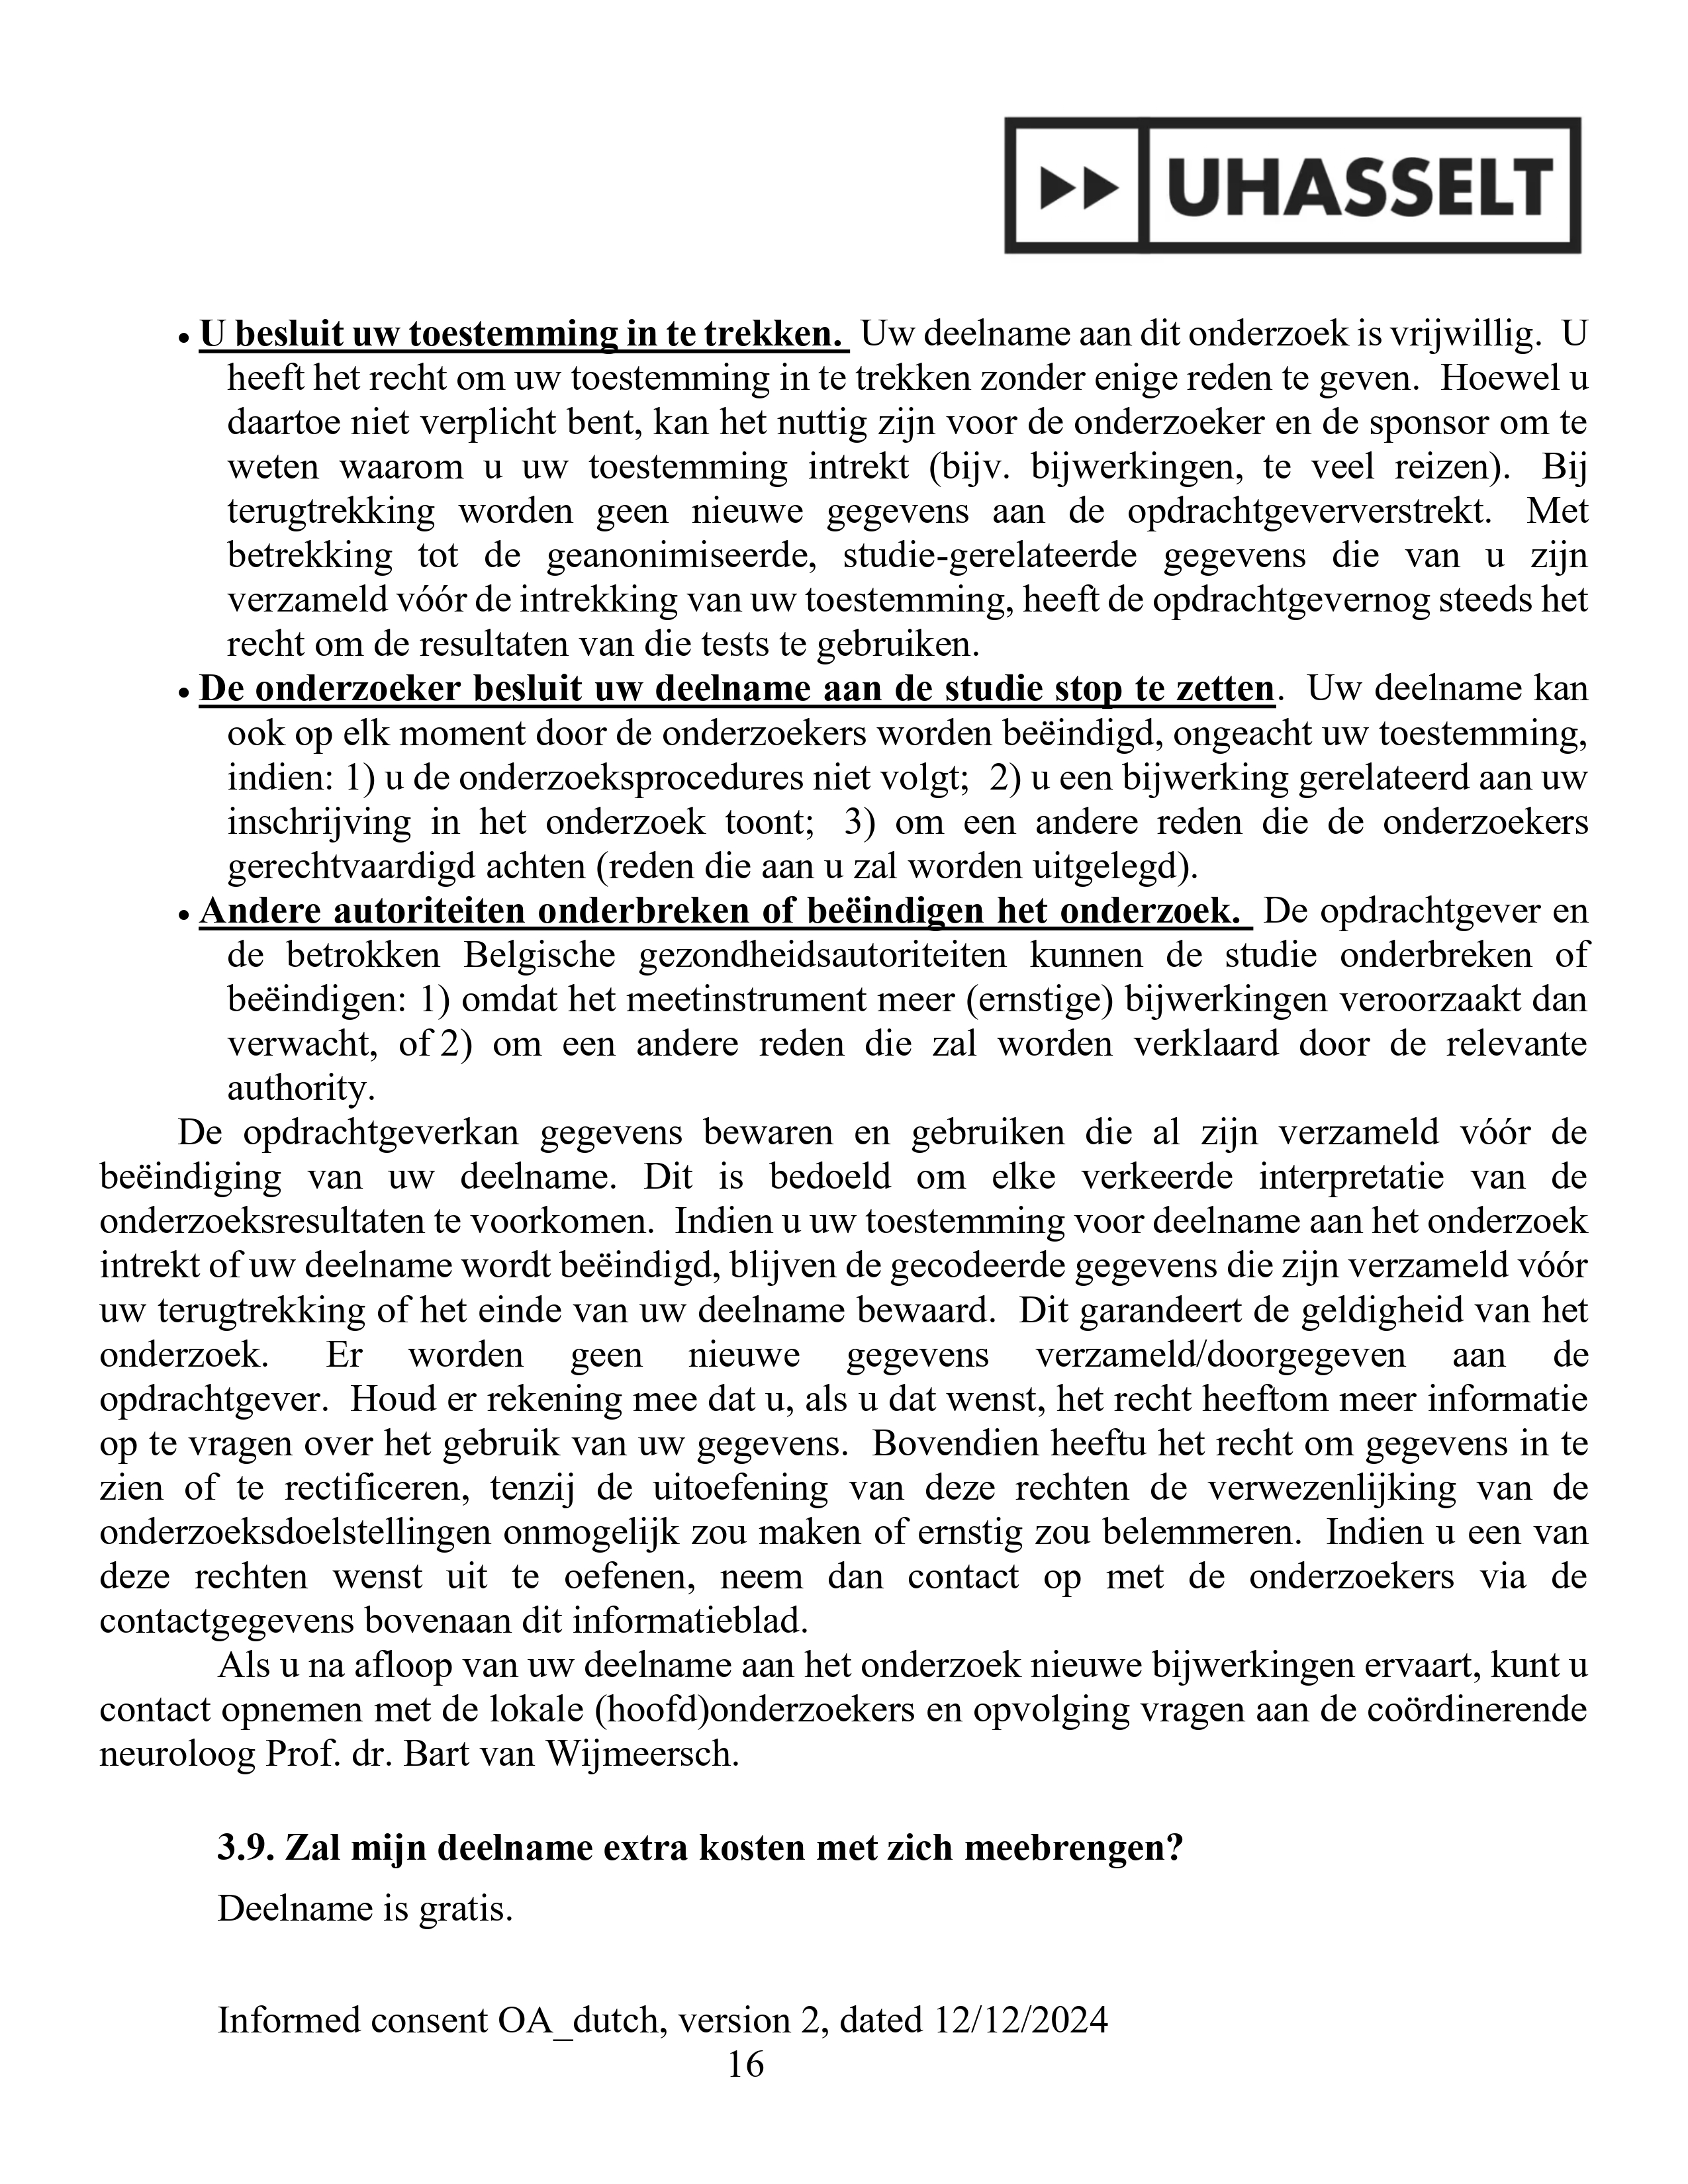 UHASSELT
• U besluit uw toestemming in te trekken. Uw deelname aan dit onderzoek is vrijwillig. U
heeft het recht om uw toestemming in te trekken zonder enige reden te geven. Hoewel u
daartoe niet verplicht bent, kan het nuttig zijn voor de onderzoeker en de sponsor om te
weten waarom u uw toestemming intrekt (bijv. bijwerkingen, te veel reizen). Bij
terugtrekking worden geen nieuwe gegevens aan de opdrachtgeververstrekt. Met
betrekking tot de geanonimiseerde, studie-gerelateerde gegevens die van u zijn
verzameld vóór de intrekking van uw toestemming, heeft de opdrachtgevernog steeds het
recht om de resultaten van die tests te gebruiken.
• De onderzoeker besluit uw deelname aan de studie stop te zetten. Uw deelname kan
ook op elk moment door de onderzoekers worden beëindigd, ongeacht uw toestemming,
indien: 1) u de onderzoeksprocedures niet volgt; 2) u een bijwerking gerelateerd aan uw
inschrijving in het onderzoek toont; 3) om een andere reden die de onderzoekers
gerechtvaardigd achten (reden die aan u zal worden uitgelegd).
• Andere autoriteiten onderbreken of beëindigen het onderzoek. De opdrachtgever en
de betrokken Belgische gezondheidsautoriteiten kunnen de studie onderbreken of
beëindigen: 1) omdat het meetinstrument meer (ernstige) bijwerkingen veroorzaakt dan
verwacht, of 2) om een andere reden die zal worden verklaard door de relevante
authority.
De opdrachtgeverkan gegevens bewaren en gebruiken die al zijn verzameld vóór de
beëindiging van uw deelname. Dit is bedoeld om elke verkeerde interpretatie van de
onderzoeksresultaten te voorkomen. Indien u uw toestemming voor deelname aan het onderzoek
intrekt of uw deelname wordt beëindigd, blijven de gecodeerde gegevens die zijn verzameld vóór
uw terugtrekking of het einde van uw deelname bewaard. Dit garandeert de geldigheid van het
onderzoek. Er worden geen nieuwe gegevens verzameld/doorgegeven aan de
opdrachtgever. Houd er rekening mee dat u, als u dat wenst, het recht heeftom meer informatie
op te vragen over het gebruik van uw gegevens. Bovendien heeftu het recht om gegevens in te
zien of te rectificeren, tenzij de uitoefening van deze rechten de verwezenlijking van de
onderzoeksdoelstellingen onmogelijk zou maken of ernstig zou belemmeren. Indien u een van
deze rechten wenst uit te oefenen, neem dan contact op met de onderzoekers via de
contactgegevens bovenaan dit informatieblad.
Als u na afloop van uw deelname aan het onderzoek nieuwe bijwerkingen ervaart, kunt u
contact opnemen met de lokale (hoofd)onderzoekers en opvolging vragen aan de coördinerende
neuroloog Prof. dr. Bart van Wijmeersch.
3.9. Zal mijn deelname extra kosten met zich meebrengen?
Deelname is gratis.
Informed consent OA_dutch, version 2, dated 12/12/2024
16